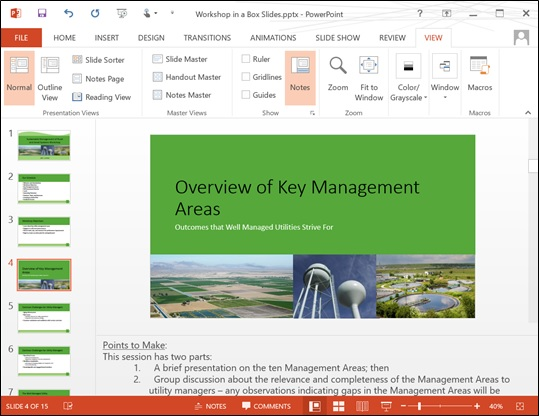 Workshop in a Box Slides.pptx - PowerPoint
FILE HOME INSERT DESIGN TRANSITIONS ANIMATIONS SLIDE SHOW REVIEW VIEW
Normal
Outline View
Slide Sorter
Notes Page
Reading View
Presentation Views
Slide Master
Handout Master
Notes Master
Master Views
Ruler
Gridlines
Guides
Notes
Show
Zoom
Fit to Window
Zoom
Color/ Grayscale
Window
Macros
Macros
1
2
3
4
Overview of Key Management Areas
5
6
7
Overview of Key Management
Areas
Outcomes that Well Managed Utilities Strive For
Points to Make:
This session has two parts:
1. A brief presentation on the ten Management Areas; then
2. Group discussion about the relevance and completeness of the Management Areas to
utility managers – any observations indicating gaps in the Management Areas will be
SLIDE 4 OF 15 NOTES COMMENTS 40%